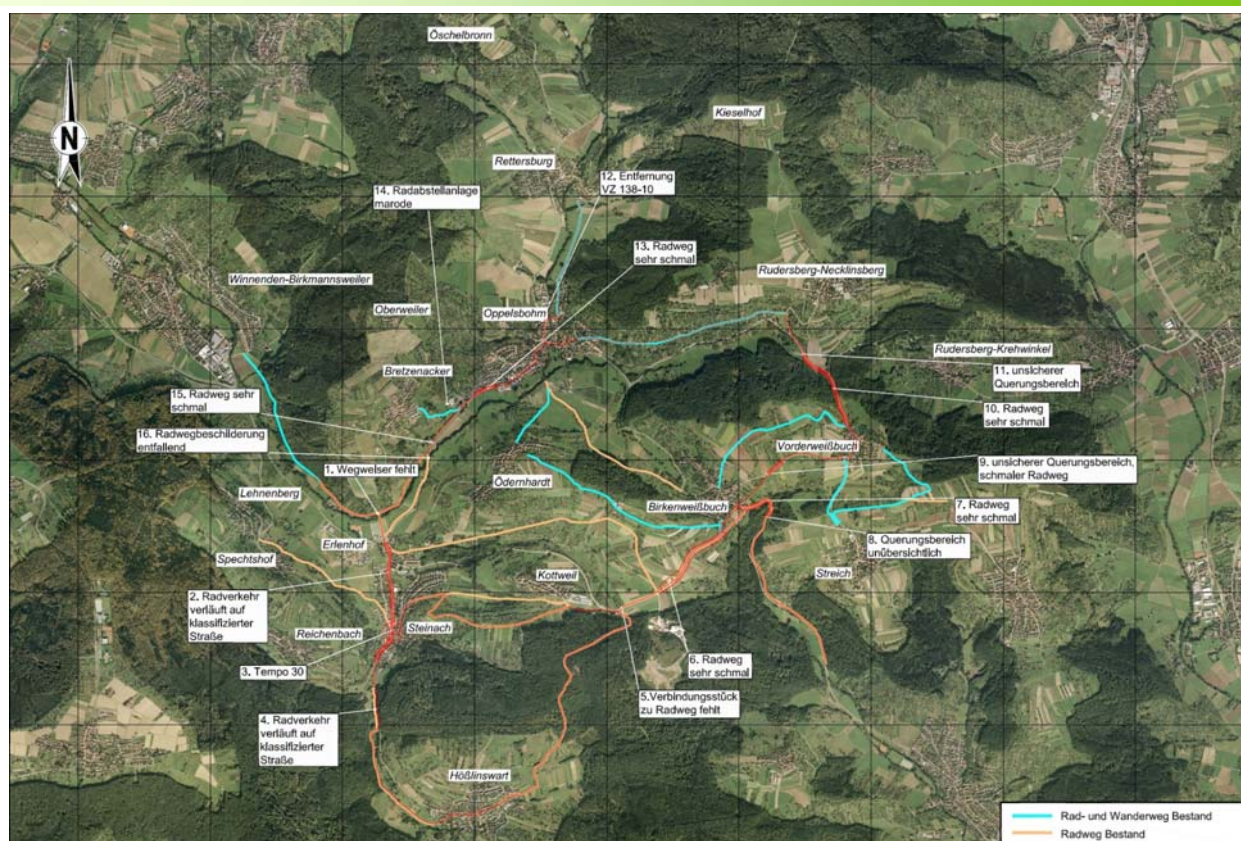 Öschelbronn
Kieselhof
N
Rettersburg
12. Entfernung
VZ 138-10
14. Radabstellanlage
marode
13. Radweg
sehr schmal
Winnenden-Birkmannsweiler
Rudersberg-Necklinsberg
Oberweiler
Oppelsbohm
Rudersberg-Krehwinkel
Bretzenacker
11. unsicherer
Querungsbereich
15. Radweg sehr
schmal
10. Radweg
sehr schmal
16. Radwegbeschilderung
entfallend
Vorderweißbuch
1. Wegweiser fehlt
9. unsicherer Querungsbereich,
schmaler Radweg
Ödernhardt
Lehnenberg
Birkenweißbuch
7. Radweg
sehr schmal
Erlenhof
8. Querungsbereich
unübersichtlich
Spechtshof
Kottweil
Streich
2. Radverkehr
verläuft auf
klassifizierter
Straße
Reichenbach
Steinach
3. Tempo 30
6. Radweg
sehr schmal
5.Verbindungsstück
zu Radweg fehlt
4. Radverkehr
verläuft auf
klassifizierter
Straße
Hößlinswart
Rad- und Wanderweg Bestand
Radweg Bestand